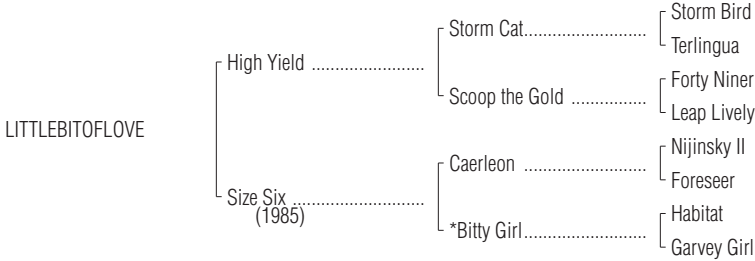 Storm Bird
Storm Cat..........................
Terlingua
High Yield ........................
Forty Niner
Scoop the Gold ................
Leap Lively
LITTLEBITOFLOVE
Nijinsky II
Caerleon ..........................
Foreseer
Size Six ............................
(1985)
Habitat
*Bitty Girl..........................
Garvey Girl